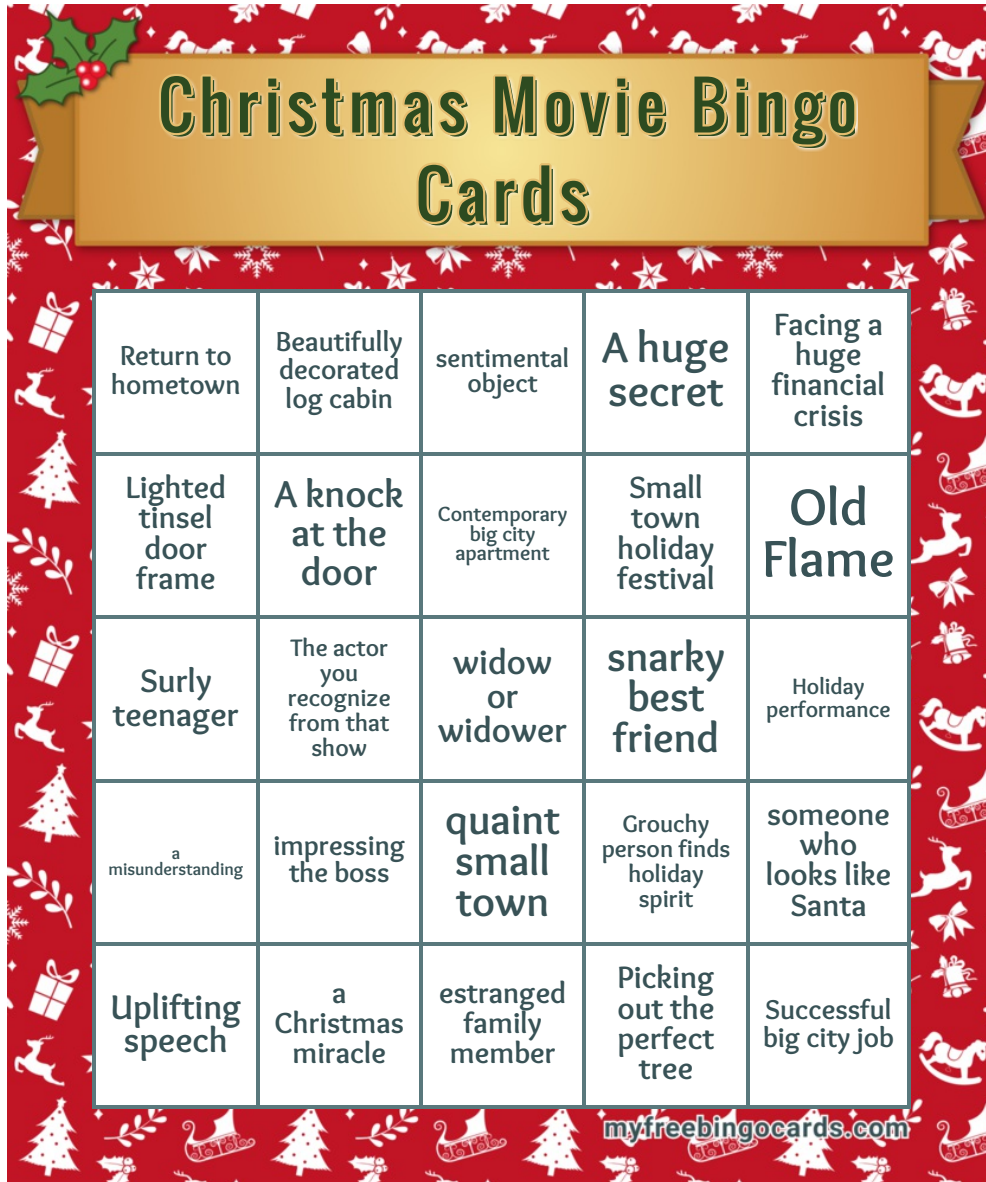 Christmas Movie Bingo
Cards
Return to
hometown
Beautifully
decorated
log cabin
sentimental
object
A huge
secret
Facing a
huge
financial
crisis
Lighted
tinsel
door
frame
A knock
at the
door
Contemporary
big city
apartment
Small
town
holiday
festival
Old
Flame
Surly
teenager
The actor
you
recognize
from that
show
widow
or
widower
snarky
best
friend
Holiday
performance
a
misunderstanding
impressing
the boss
quaint
small
town
Grouchy
person finds
holiday
spirit
someone
who
looks like
Santa
Uplifting
speech
a
Christmas
miracle
estranged
family
member
Picking
out the
perfect
tree
Successful
big city job
myfreebingocards.com